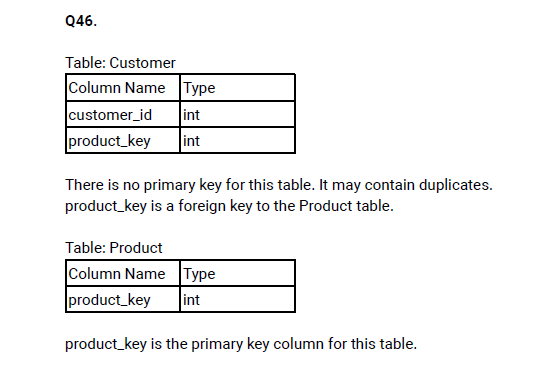 Q46.
Table: Customer
Column Name Type
customer_id int
product_key int
There is no primary key for this table. It may contain duplicates.
product_key is a foreign key to the Product table.
Table: Product
Column Name Type
product_key int
product_key is the primary key column for this table.